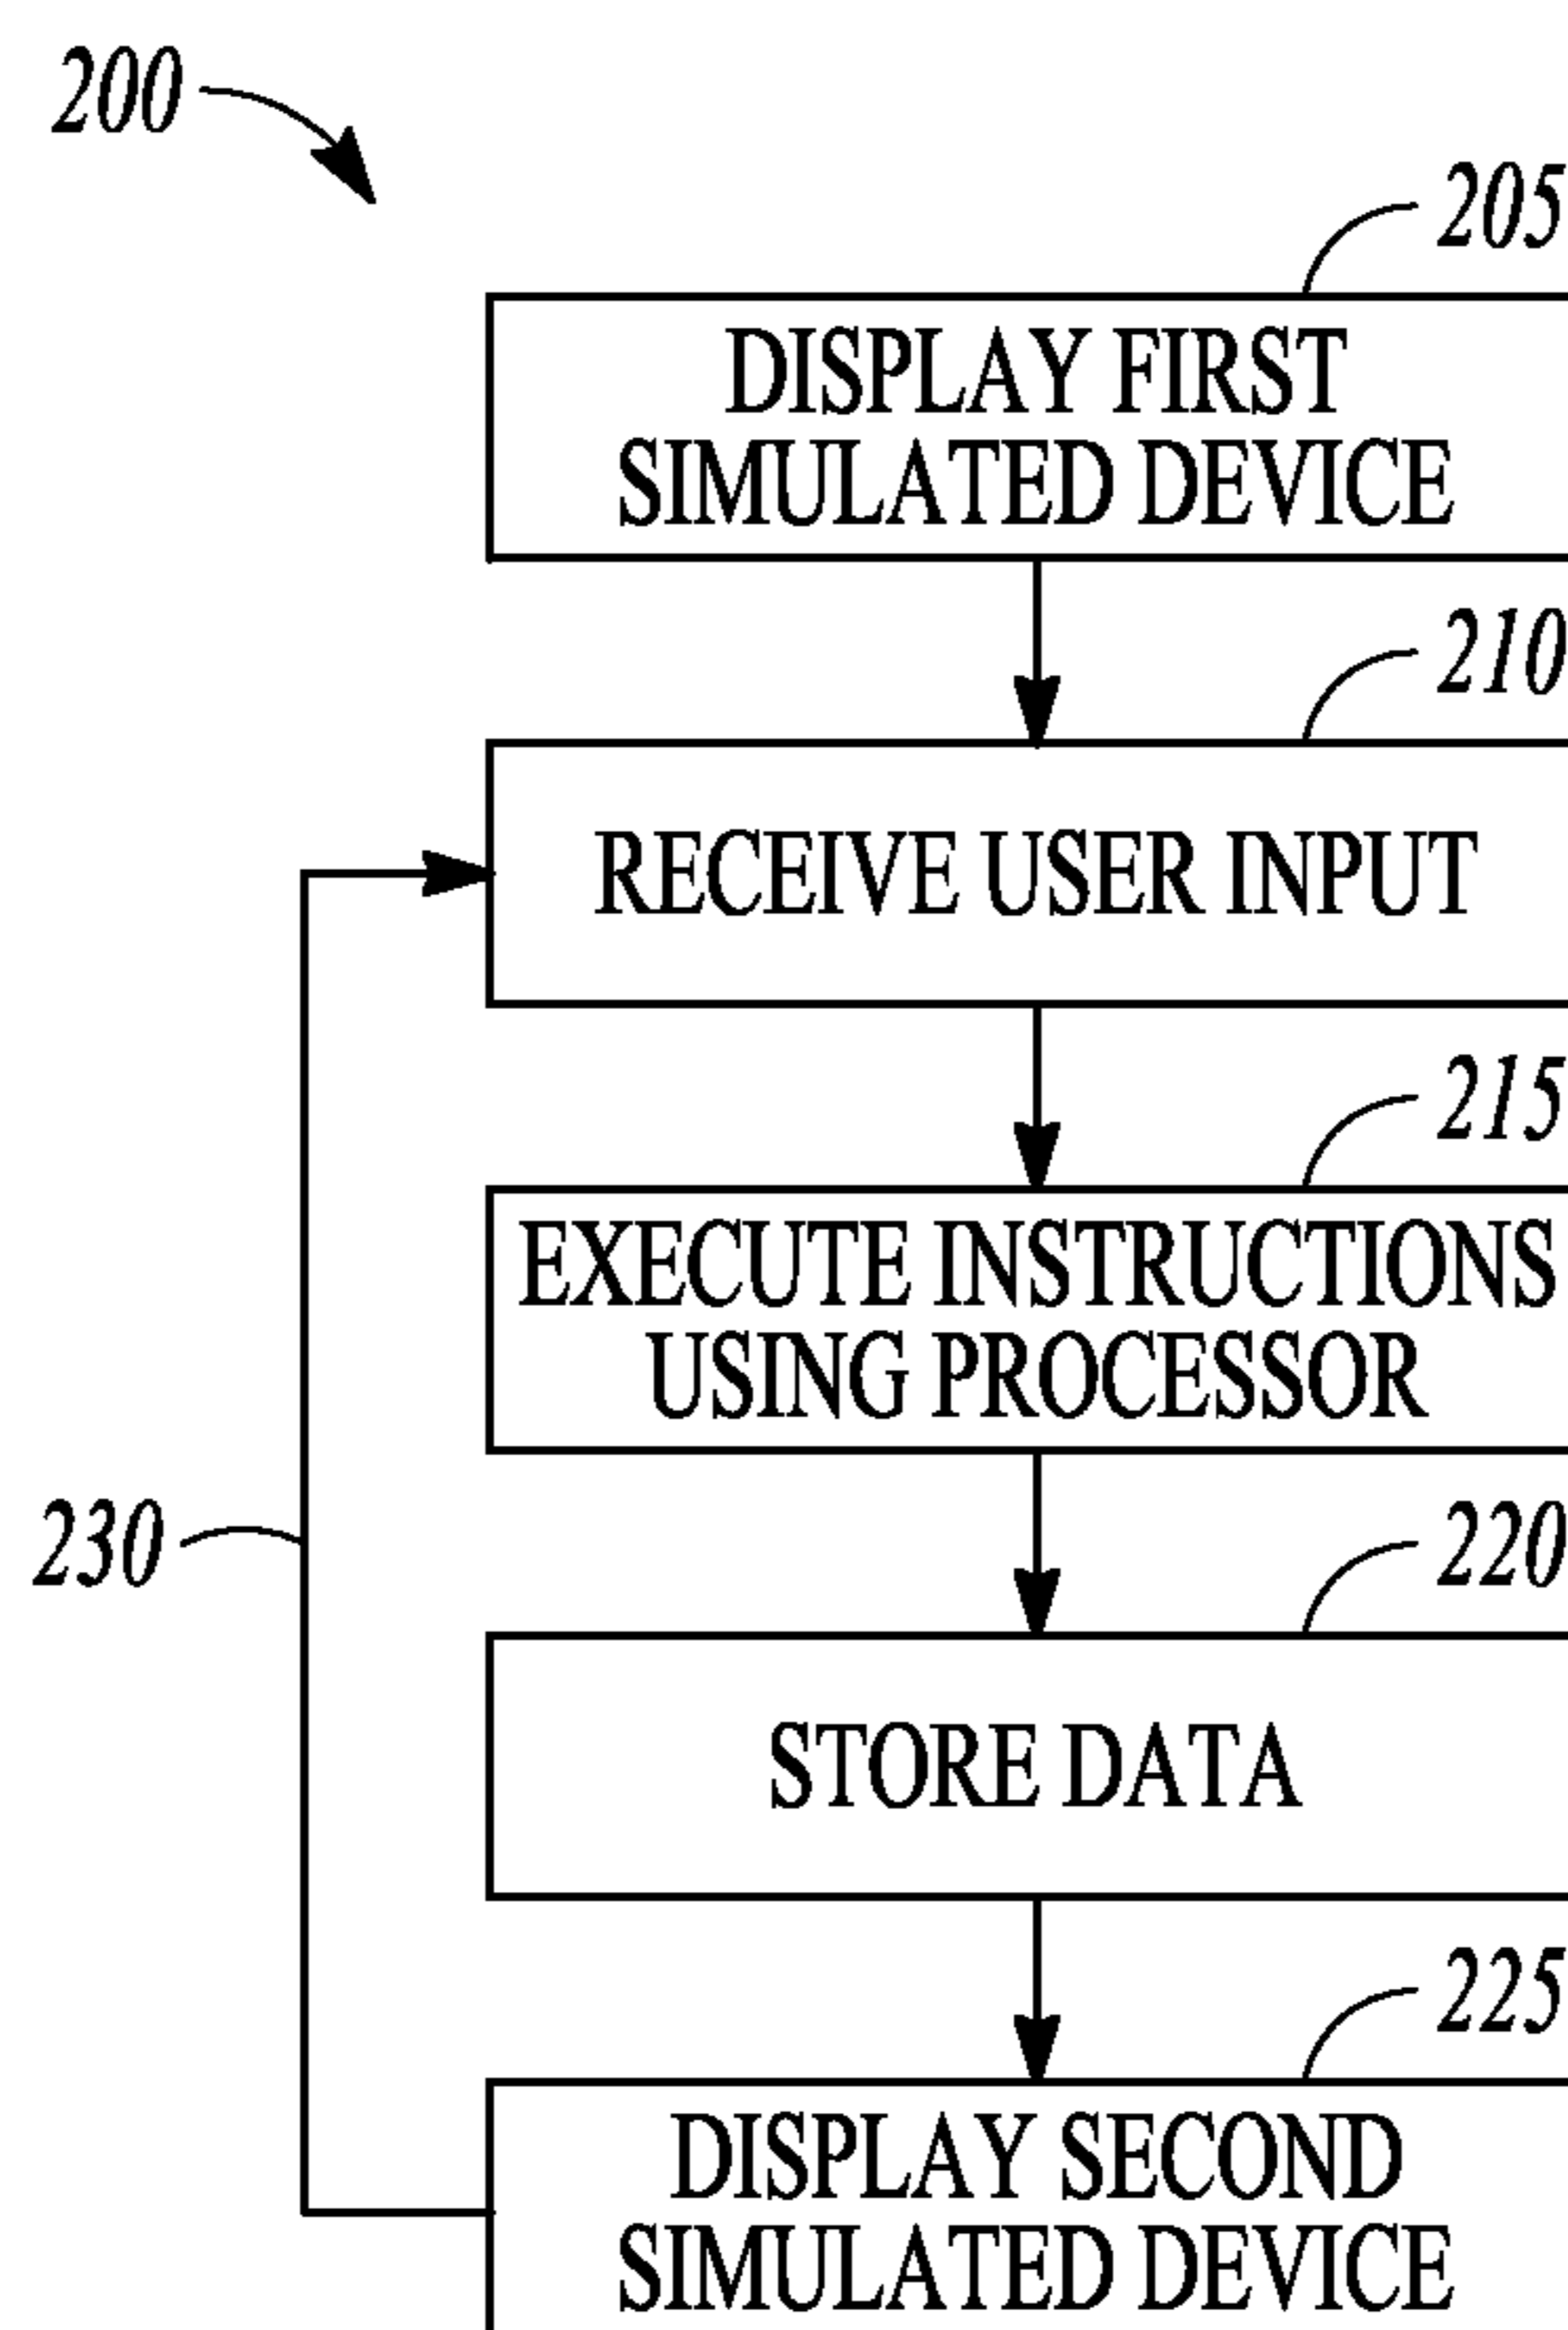 200
205
DISPLAY FIRST
SIMULATED DEVICE
210
RECEIVE USER INPUT
215
EXECUTE INSTRUCTIONS
USING PROCESSOR
230
220
STORE DATA
225
DISPLAY SECOND
SIMULATED DEVICE